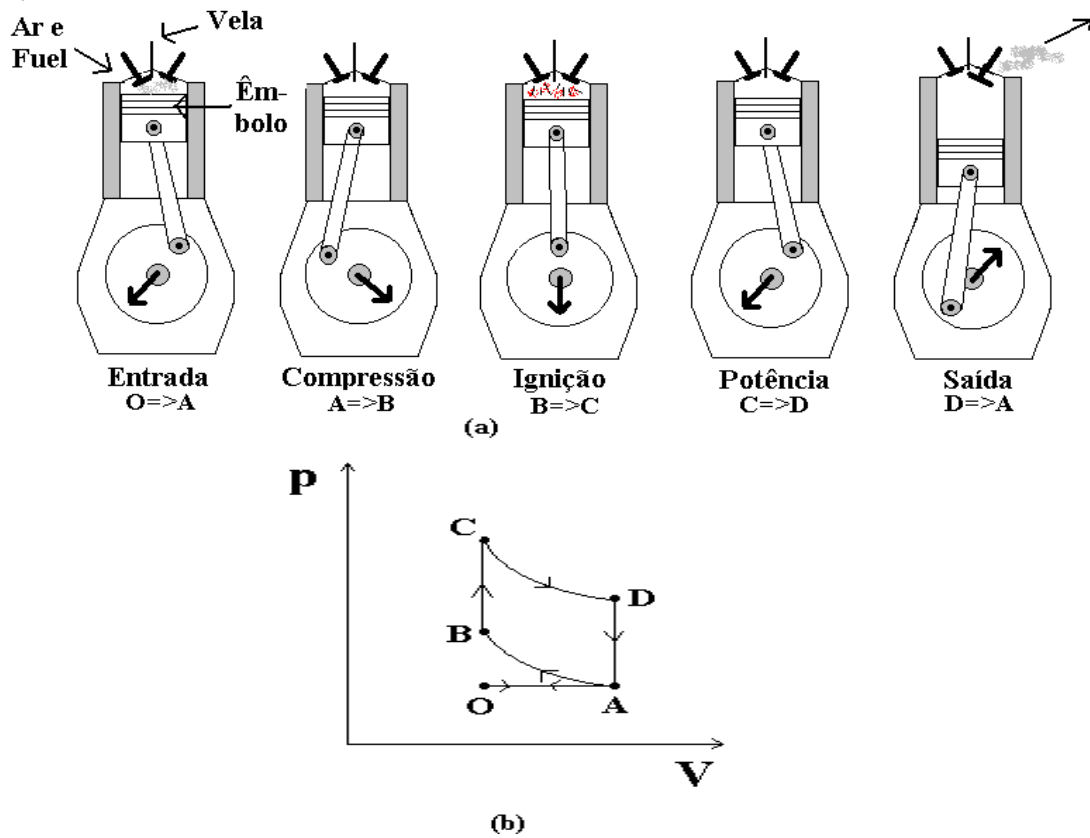 Ar e
Fuel
Vela
Êm-
bolo
Entrada
O=>A
Compressão
A=>B
Ignição
B=>C
Potência
C=>D
Saída
D=>A
(a)
p
C
D
B
O
A
V
(b)